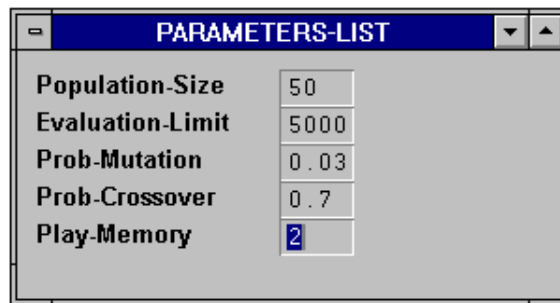 PARAMETERS-LIST
Population-Size 50
Evaluation-Limit 5000
Prob-Mutation 0.03
Prob-Crossover 0.7
Play-Memory 2